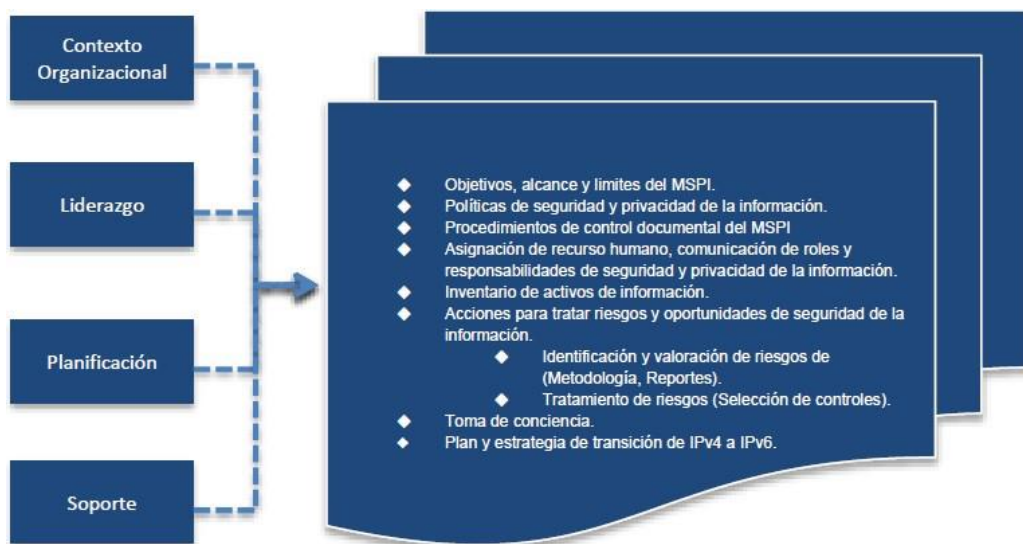 Contexto
Organizacional
Liderazgo
Planificación
Soporte
Objetivos, alcance y limites del MSPI.
Políticas de seguridad y privacidad de la información.
Procedimientos de control documental del MSPI
Asignación de recurso humano, comunicación de roles y
responsabilidades de seguridad y privacidad de la información.
Inventario de activos de información.
Acciones para tratar riesgos y oportunidades de seguridad de la
información.
Identificación y valoración de riesgos de
(Metodología, Reportes).
Tratamiento de riesgos (Selección de controles).
Toma de conciencia.
Plan y estrategia de transición de IPv4 a IPv6.